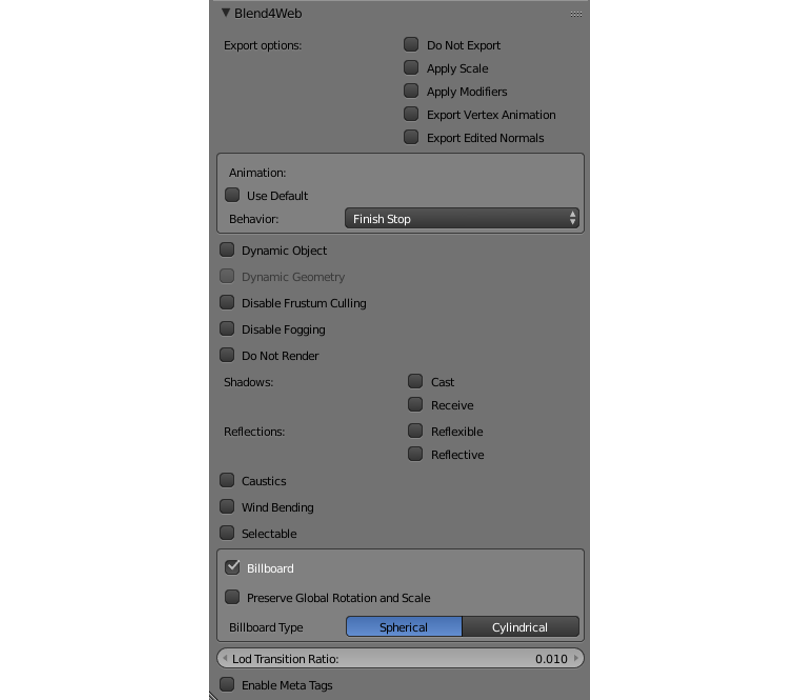 Blend4Web
Export options:
Do Not Export
Apply Scale
Apply Modifiers
Export Vertex Animation
Export Edited Normals
Animation:
Use Default
Behavior: Finish Stop
Dynamic Object
Dynamic Geometry
Disable Frustum Culling
Disable Fogging
Do Not Render
Shadows: Cast
Receive
Reflections: Reflexible
Reflective
Caustics
Wind Bending
Selectable
Billboard
Preserve Global Rotation and Scale
Billboard Type Spherical Cylindrical
Lod Transition Ratio: 0.010
Enable Meta Tags